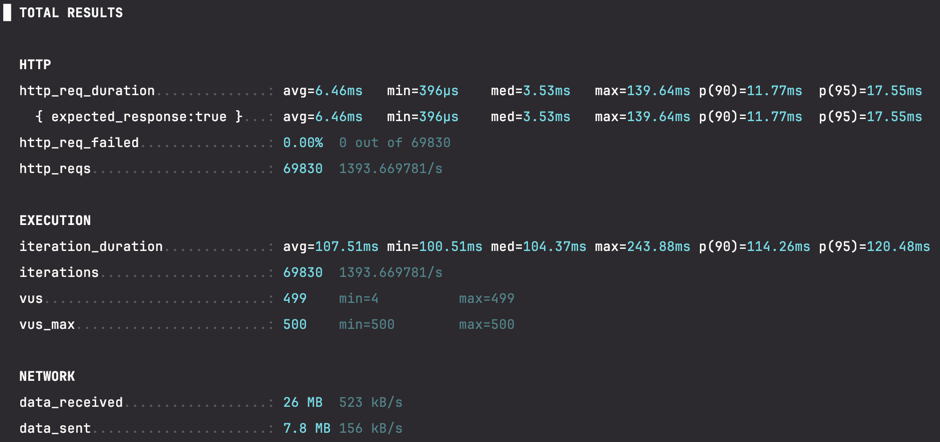 TOTAL RESULTS
HTTP
http_req_duration..............: avg=6.46ms min=396µs med=3.53ms max=139.64ms p(90)=11.77ms p(95)=17.55ms
{ expected_response:true }...: avg=6.46ms min=396µs med=3.53ms max=139.64ms p(90)=11.77ms p(95)=17.55ms
http_req_failed................: 0.00% 0 out of 69830
http_reqs......................: 69830 1393.669781/s
EXECUTION
iteration_duration.............: avg=107.51ms min=100.51ms med=104.37ms max=243.88ms p(90)=114.26ms p(95)=120.48ms
iterations.....................: 69830 1393.669781/s
vus............................: 499 min=4 max=499
vus_max........................: 500 min=500 max=500
NETWORK
data_received..................: 26 MB 523 kB/s
data_sent......................: 7.8 MB 156 kB/s